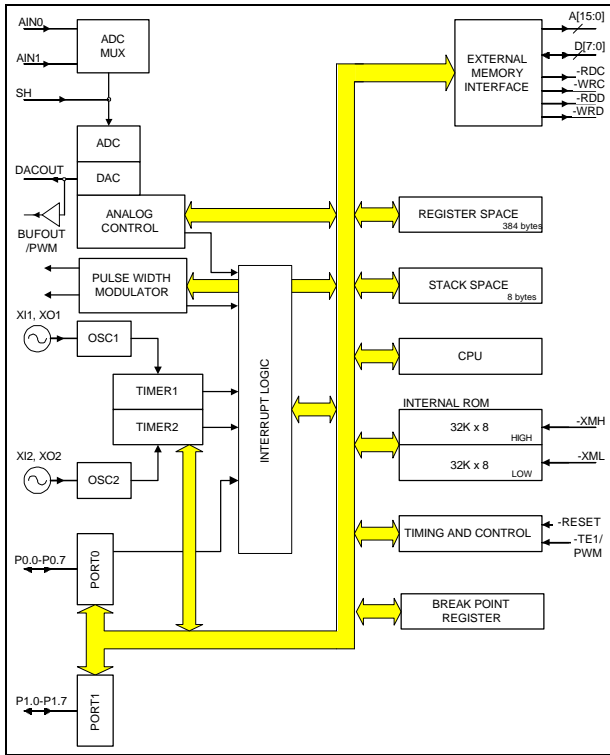 AIN0
ADC
MUX
AIN1
SH
ADC
DACOUT
DAC
BUFOUT
/PWM
ANALOG
CONTROL
PULSE WIDTH
MODULATOR
XI1, XO1
OSC1
TIMER1
TIMER2
XI2, XO2
OSC2
P0.0-P0.7
PORT0
P1.0-P1.7
PORT1
INTERRUPT LOGIC
EXTERNAL
MEMORY
INTERFACE
A[15:0]
D[7:0]
-RDC
-WRC
-RDD
-WRD
REGISTER SPACE
384 bytes
STACK SPACE
8 bytes
CPU
INTERNAL ROM
32K x 8
HIGH
32K x 8
LOW
-XMH
-XML
TIMING AND CONTROL
-RESET
-TE1/
PWM
BREAK POINT
REGISTER